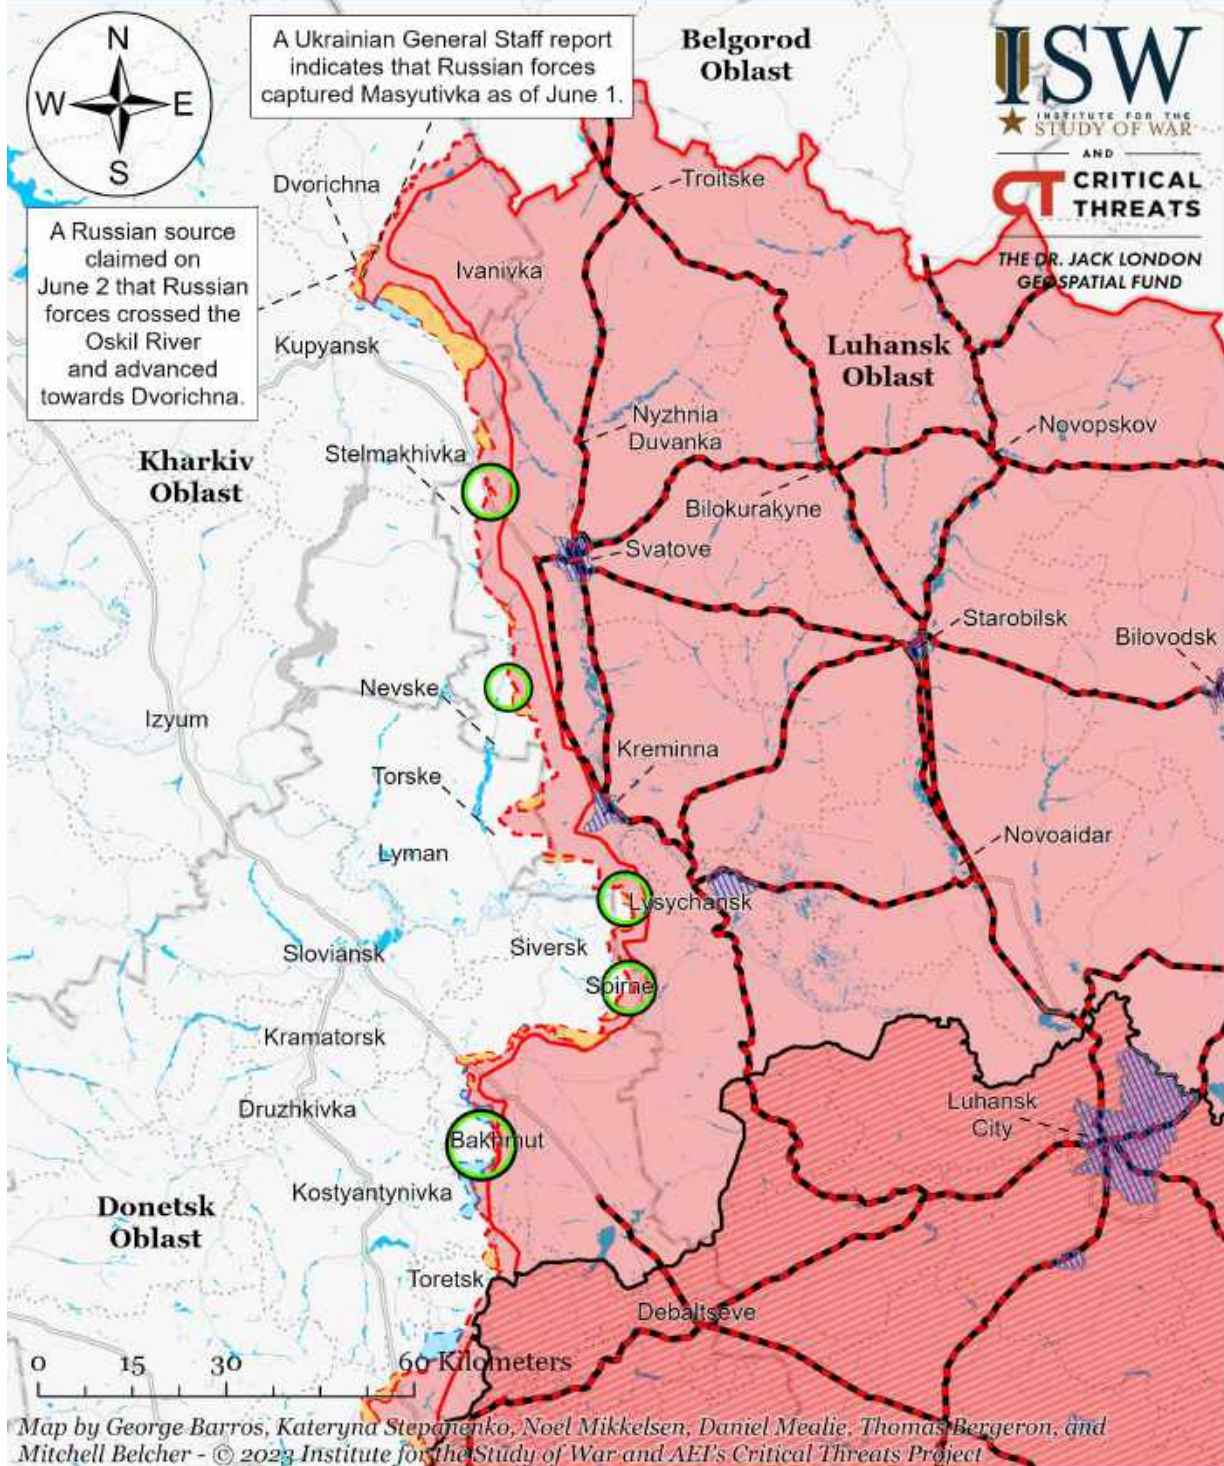 N
W
E
S
A Ukrainian General Staff report
indicates that Russian forces
captured Masyutivka as of June 1.
Belgorod
Oblast
ISW
INSTITUTE FOR THE
STUDY OF WAR
AND
CT CRITICAL
THREATS
THE DR. JACK LONDON
GEOSPATIAL FUND
Dvorichna
Troitske
A Russian source
claimed on
June 2 that Russian
forces crossed the
Oskil River
and advanced
towards Dvorichna.
Ivanivka
Kupyansk
Luhansk
Oblast
Nyzhnia
Duvanka
Novopskov
Stelmakhivka
Kharkiv
Oblast
Bilokurakyne
Svatove
Starobilsk
Bilovodsk
Nevske
Izyum
Kreminna
Torske
Novoaidar
Lyman
Lysychansk
Siversk
Sloviansk
Spirne
Kramatorsk
Druzhkivka
Luhansk
City
Bakhmut
Kostyantynivka
Donetsk
Oblast
Toretsk
Debaltseve
0 15 30 60 Kilometers
Map by George Barros, Kateryna Stepanenko, Noel Mikkelsen, Daniel Mealie, Thomas Bergeron, and
Mitchell Belcher - © 2023 Institute for the Study of War and AEI's Critical Threats Project